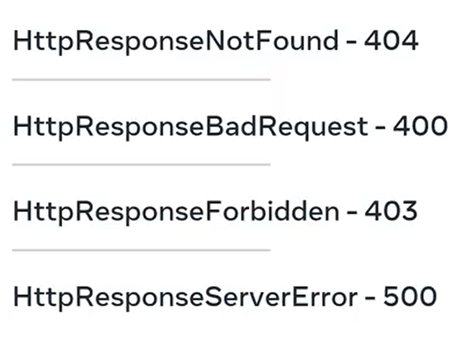 HttpResponseNotFound - 404
HttpResponseBadRequest - 400
HttpResponseForbidden - 403
HttpResponseServerError - 500